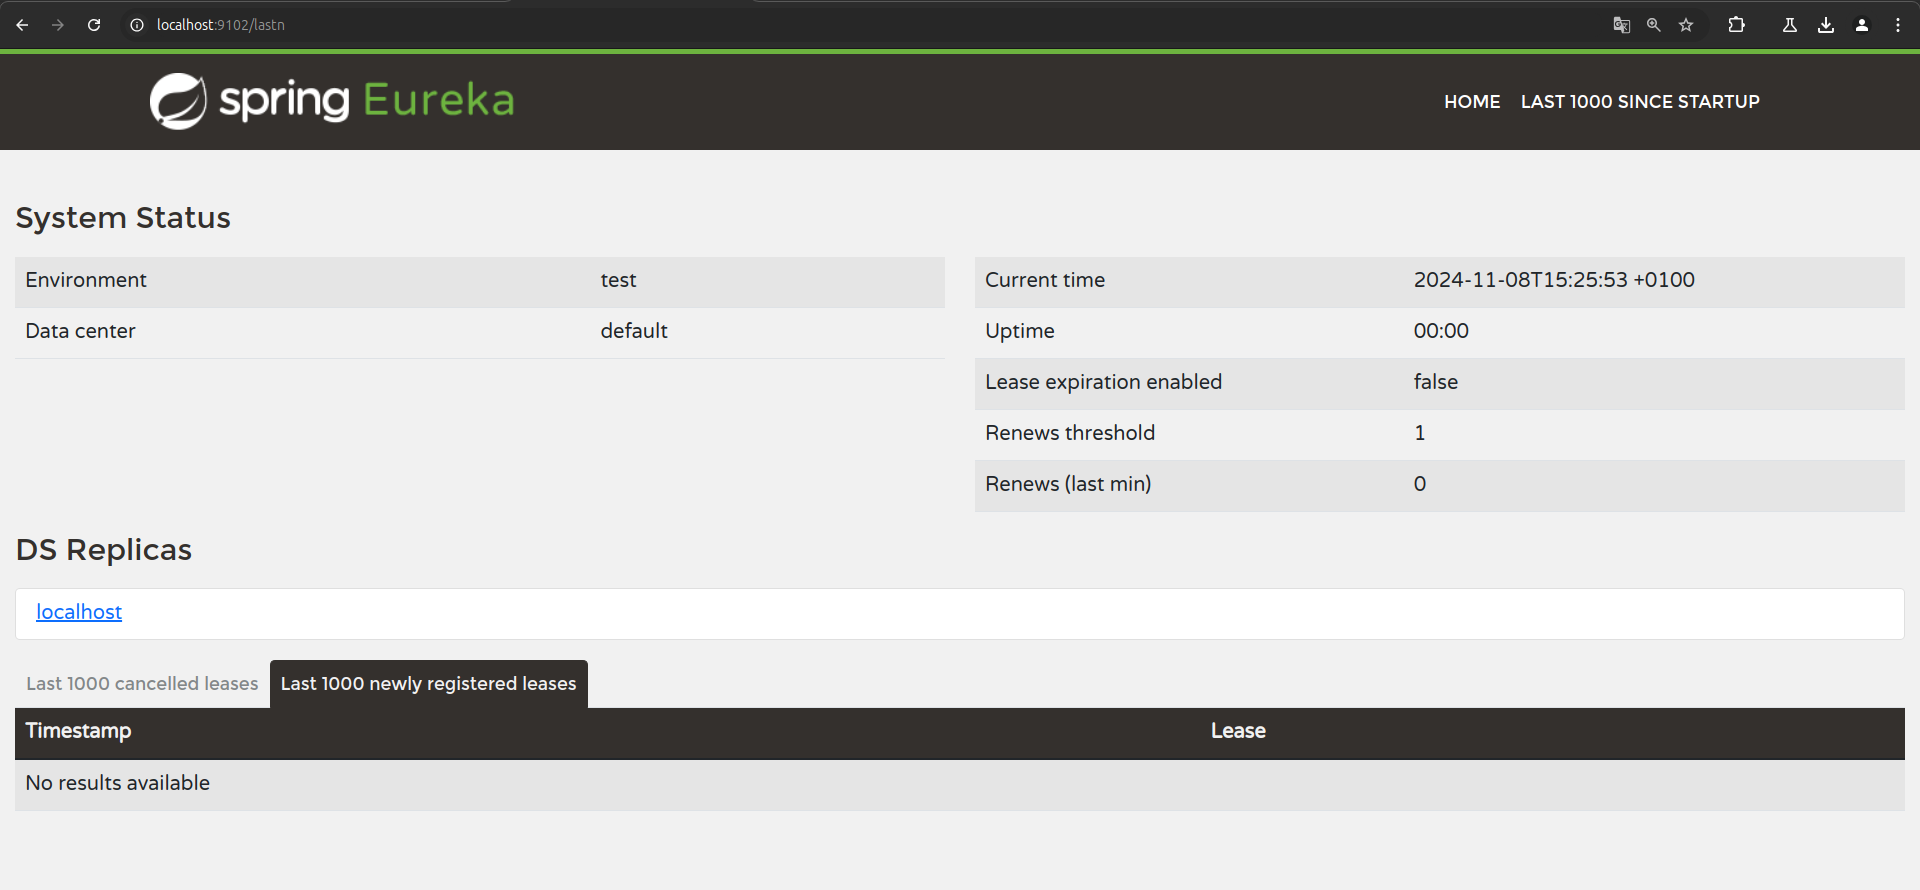 localhost:9102/lastn
spring Eureka
HOME LAST 1000 SINCE STARTUP
System Status
Environment test
Data center default
Current time 2024-11-08T15:25:53 +0100
Uptime 00:00
Lease expiration enabled false
Renews threshold 1
Renews (last min) 0
DS Replicas
localhost
Last 1000 cancelled leases Last 1000 newly registered leases
Timestamp Lease
No results available